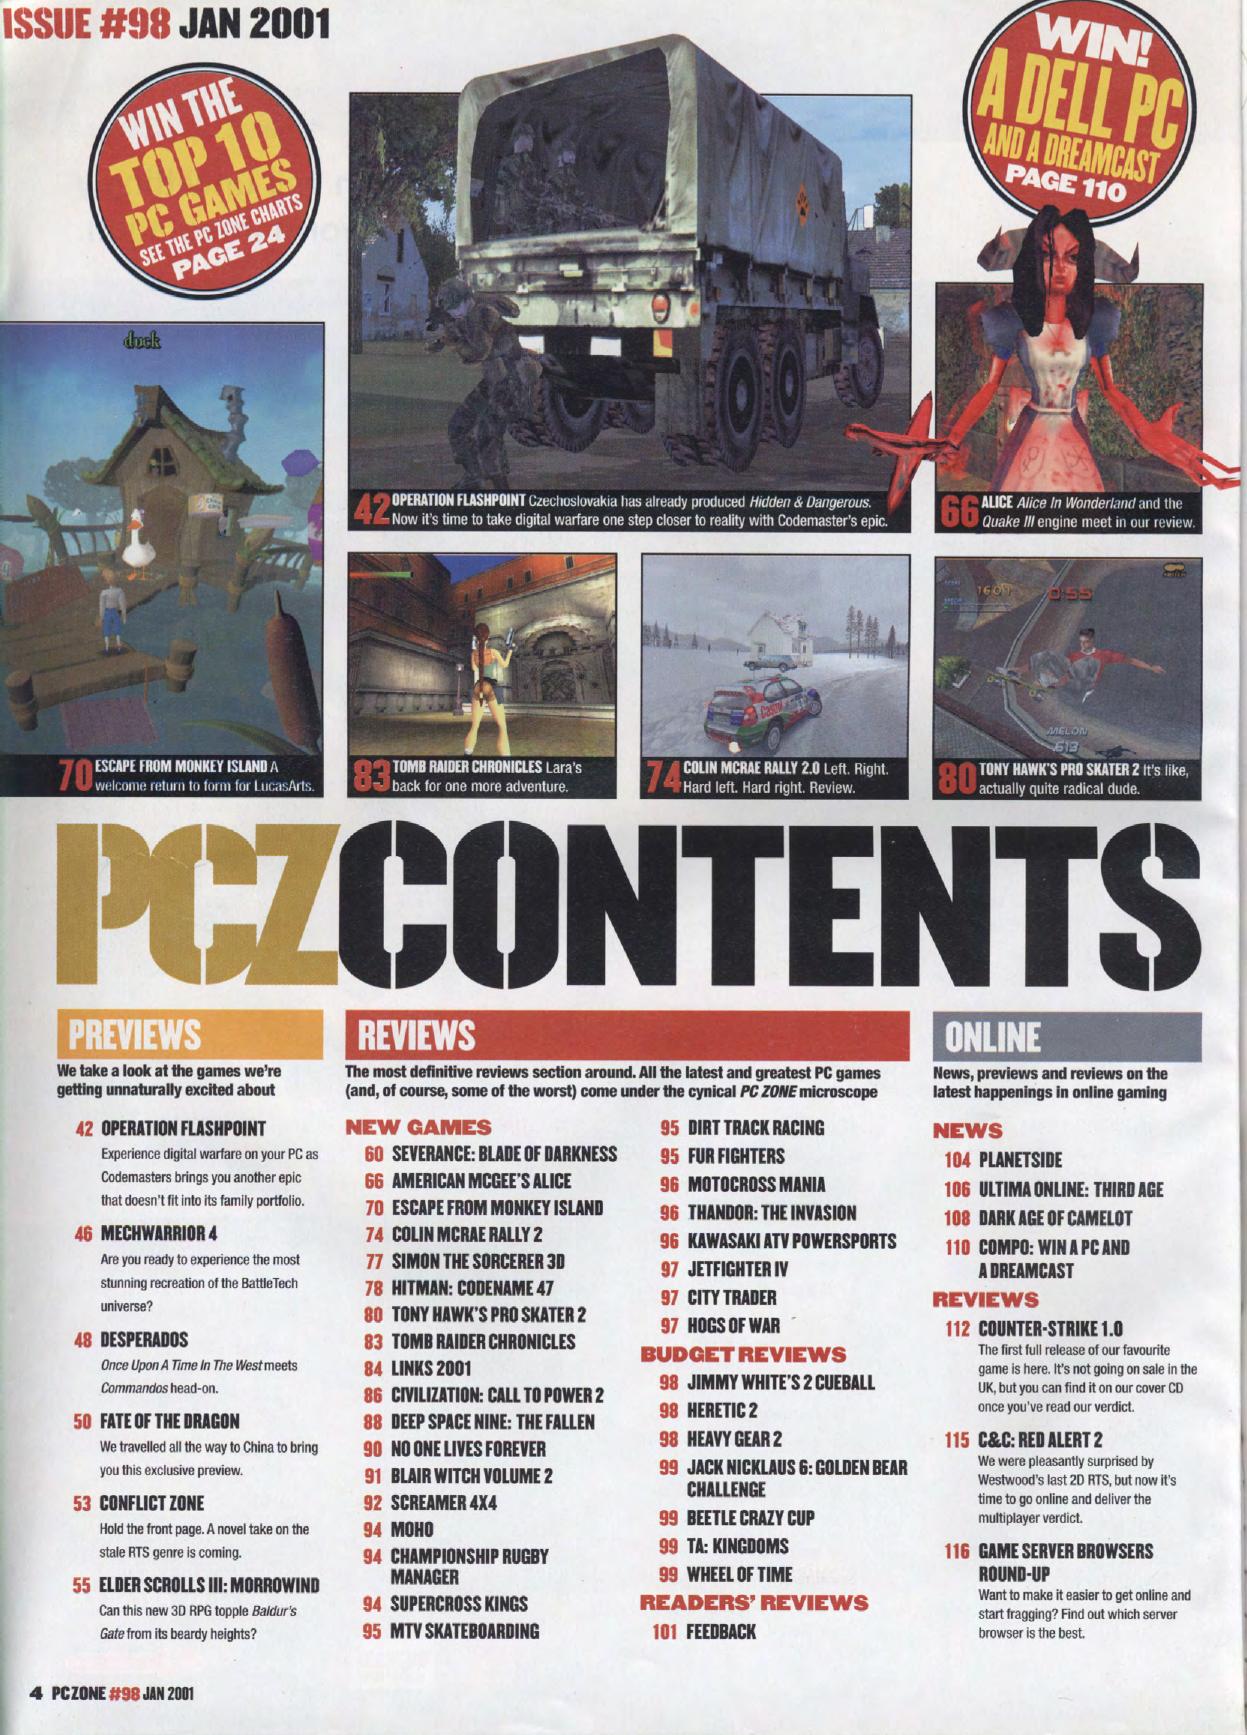 ISSUE #98 JAN 2001
WIN THE
TOP 10
PC GAMES
SEE THE PC ZONE CHARTS
PAGE 24
WIN!
A DELL PC
AND A DREAMCAST
PAGE 110
duck
42 OPERATION FLASHPOINT Czechoslovakia has already produced Hidden & Dangerous.
Now it's time to take digital warfare one step closer to reality with Codemaster's epic.
66 ALICE Alice In Wonderland and the
Quake III engine meet in our review.
70 ESCAPE FROM MONKEY ISLAND A
welcome return to form for LucasArts.
83 TOMB RAIDER CHRONICLES Lara's
back for one more adventure.
Castrol
74 COLIN MCRAE RALLY 2.0 Left. Right.
Hard left. Hard right. Review.
0:55
MELON
613
80 TONY HAWK'S PRO SKATER 2 It's like,
actually quite radical dude.
PCZCONTENTS
PREVIEWS
We take a look at the games we're
getting unnaturally excited about
42 OPERATION FLASHPOINT
Experience digital warfare on your PC as
Codemasters brings you another epic
that doesn't fit into its family portfolio.
46 MECHWARRIOR 4
Are you ready to experience the most
stunning recreation of the BattleTech
universe?
48 DESPERADOS
Once Upon A Time In The West meets
Commandos head-on.
50 FATE OF THE DRAGON
We travelled all the way to China to bring
you this exclusive preview.
53 CONFLICT ZONE
Hold the front page. A novel take on the
stale RTS genre is coming.
55 ELDER SCROLLS III: MORROWIND
Can this new 3D RPG topple Baldur's
Gate from its beardy heights?
REVIEWS
The most definitive reviews section around. All the latest and greatest PC games
(and, of course, some of the worst) come under the cynical PC ZONE microscope
NEW GAMES
60 SEVERANCE: BLADE OF DARKNESS
66 AMERICAN MCGEE'S ALICE
70 ESCAPE FROM MONKEY ISLAND
74 COLIN MCRAE RALLY 2
77 SIMON THE SORCERER 3D
78 HITMAN: CODENAME 47
80 TONY HAWK'S PRO SKATER 2
83 TOMB RAIDER CHRONICLES
84 LINKS 2001
86 CIVILIZATION: CALL TO POWER 2
88 DEEP SPACE NINE: THE FALLEN
90 NO ONE LIVES FOREVER
91 BLAIR WITCH VOLUME 2
92 SCREAMER 4X4
94 MOHO
94 CHAMPIONSHIP RUGBY
MANAGER
94 SUPERCROSS KINGS
95 MTV SKATEBOARDING
95 DIRT TRACK RACING
95 FUR FIGHTERS
96 MOTOCROSS MANIA
96 THANDOR: THE INVASION
96 KAWASAKI ATV POWERSPORTS
97 JETFIGHTER IV
97 CITY TRADER
97 HOGS OF WAR
BUDGET REVIEWS
98 JIMMY WHITE'S 2 CUEBALL
98 HERETIC 2
98 HEAVY GEAR 2
99 JACK NICKLAUS 6: GOLDEN BEAR
CHALLENGE
99 BEETLE CRAZY CUP
99 TA: KINGDOMS
99 WHEEL OF TIME
READERS' REVIEWS
101 FEEDBACK
ONLINE
News, previews and reviews on the
latest happenings in online gaming
NEWS
104 PLANETSIDE
106 ULTIMA ONLINE: THIRD AGE
108 DARK AGE OF CAMELOT
110 COMPO: WIN A PC AND
A DREAMCAST
REVIEWS
112 COUNTER-STRIKE 1.0
The first full release of our favourite
game is here. It's not going on sale in the
UK, but you can find it on our cover CD
once you've read our verdict.
115 C&C: RED ALERT 2
We were pleasantly surprised by
Westwood's last 2D RTS, but now it's
time to go online and deliver the
multiplayer verdict.
116 GAME SERVER BROWSERS
ROUND-UP
Want to make it easier to get online and
start fragging? Find out which server
browser is the best.
4 PCZONE #98 JAN 2001